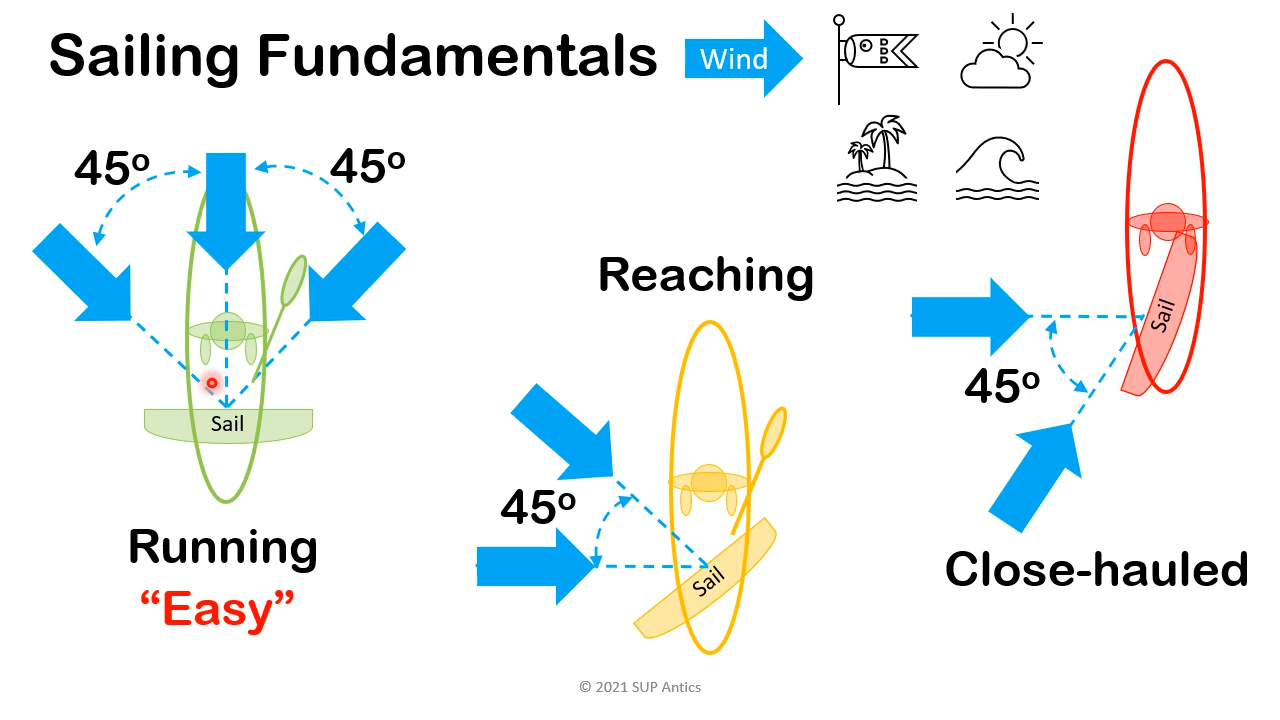 Sailing Fundamentals
Wind
45º
45º
Sail
Running
“Easy”
Reaching
45º
Sail
Sail
45º
Close-hauled
© 2021 SUP Antics